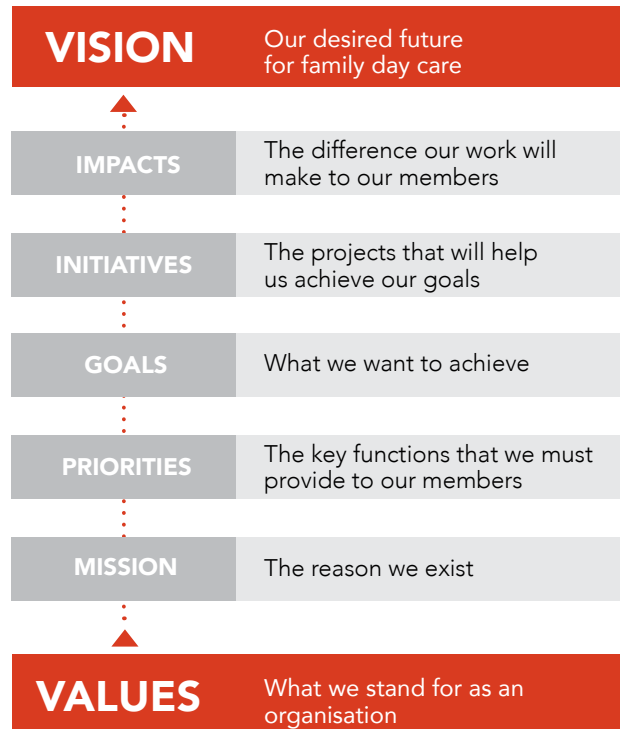 VISION
Our desired future
for family day care
IMPACTS
The difference our work will
make to our members
INITIATIVES
The projects that will help
us achieve our goals
GOALS
What we want to achieve
PRIORITIES
The key functions that we must
provide to our members
MISSION
The reason we exist
VALUES
What we stand for as an
organisation